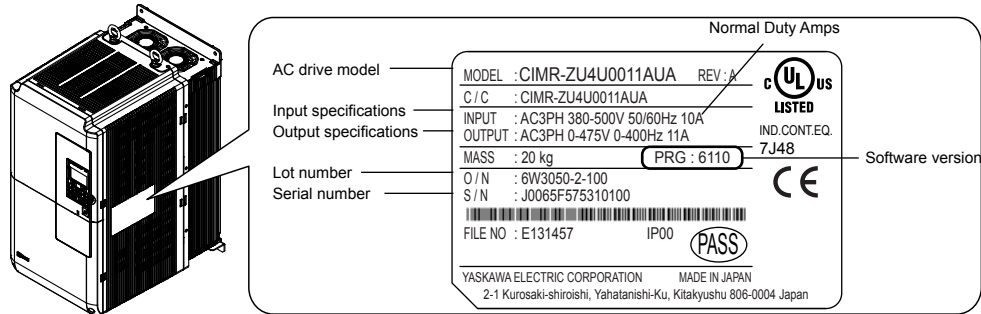 Normal Duty Amps
AC drive model
Input specifications
Output specifications
Lot number
Serial number
MODEL : CIMR-ZU4U0011AUA REV : A
C / C : CIMR-ZU4U0011AUA
INPUT : AC3PH 380-500V 50/60Hz 10A
OUTPUT : AC3PH 0-475V 0-400Hz 11A
MASS : 20 kg PRG : 6110
O / N : 6W3050-2-100
S / N : J0065F575310100
FILE NO : E131457 IP00
PASS
YASKAWA ELECTRIC CORPORATION MADE IN JAPAN
2-1 Kurosaki-shiroishi, Yahatanishi-Ku, Kitakyushu 806-0004 Japan
C UL US
LISTED
IND.CONT.EQ.
7J48
CE
Software version